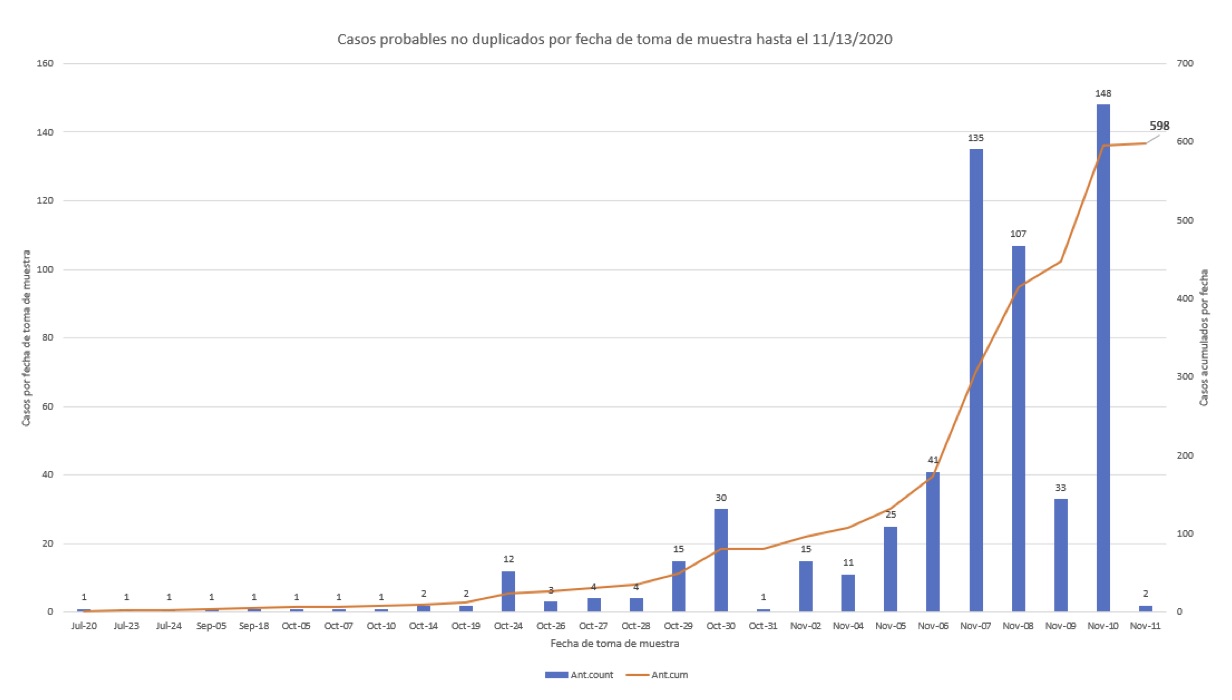 Casos probables no duplicados por fecha de toma de muestra hasta el 11/13/2020
160 700
148
598
140 135 600
120
107 500
100
400
80
300
60
41 200
40 33
30
25
20 15 15 100
12 11
1 1 1 1 1 1 1 1 2 2 3 4 4 1 2
0 0
Jul-20 Jul-23 Jul-24 Sep-05 Sep-18 Oct-05 Oct-07 Oct-10 Oct-14 Oct-19 Oct-24 Oct-26 Oct-27 Oct-28 Oct-29 Oct-30 Oct-31 Nov-02 Nov-04 Nov-05 Nov-06 Nov-07 Nov-08 Nov-09 Nov-10 Nov-11
Fecha de toma de muestra
Casos por fecha de toma de muestra
Casos acumulados por fecha
Ant.count Ant.cum